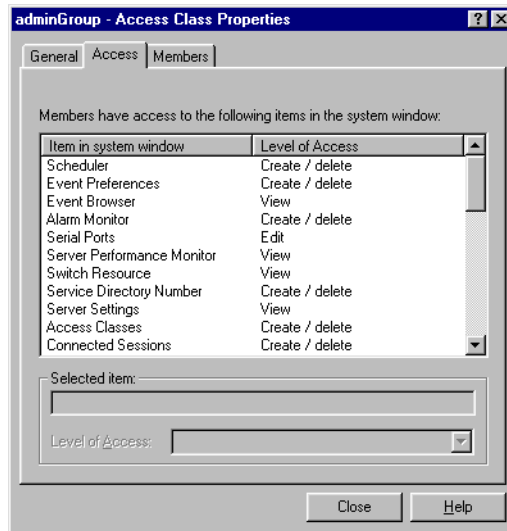 adminGroup - Access Class Properties
General Access Members
Members have access to the following items in the system window:
Item in system window Level of Access
Scheduler Create / delete
Event Preferences Create / delete
Event Browser View
Alarm Monitor Create / delete
Serial Ports Edit
Server Performance Monitor View
Switch Resource View
Service Directory Number Create / delete
Server Settings View
Access Classes Create / delete
Connected Sessions Create / delete
Selected item:
Level of Access:
Close Help